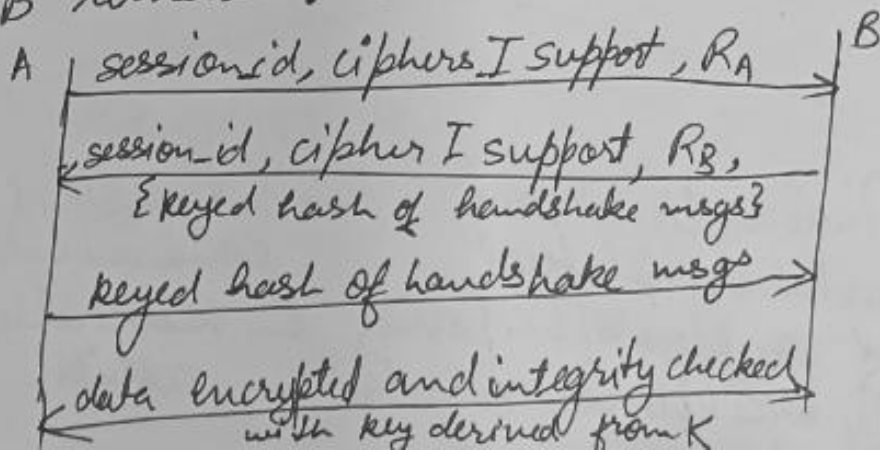 B
A sessionid, ciphers I support, RA B
session_id, cipher I support, RB,
{keyed hash of handshake msgs}
keyed hash of handshake msgs
data encrypted and integrity checked
with key derived from K